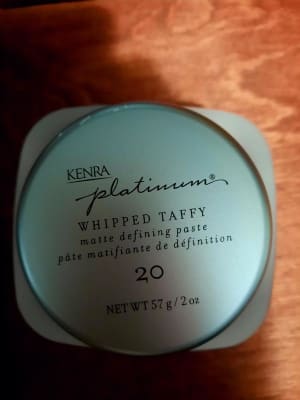 KENRA
platinum®
WHIPPED TAFFY
matte defining paste
pâte matifiante de définition
20
NET WT 57 g / 2 oz